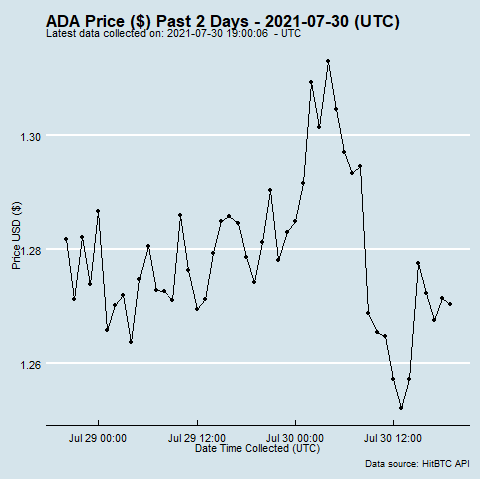 ADA Price ($) Past 2 Days - 2021-07-30 (UTC)
Latest data collected on: 2021-07-30 19:00:06  - UTC
1.30
1.28
1.26
Price USD ($)
Jul 29 00:00
Jul 29 12:00
Jul 30 00:00
Jul 30 12:00
Date Time Collected (UTC)
Data source: HitBTC API